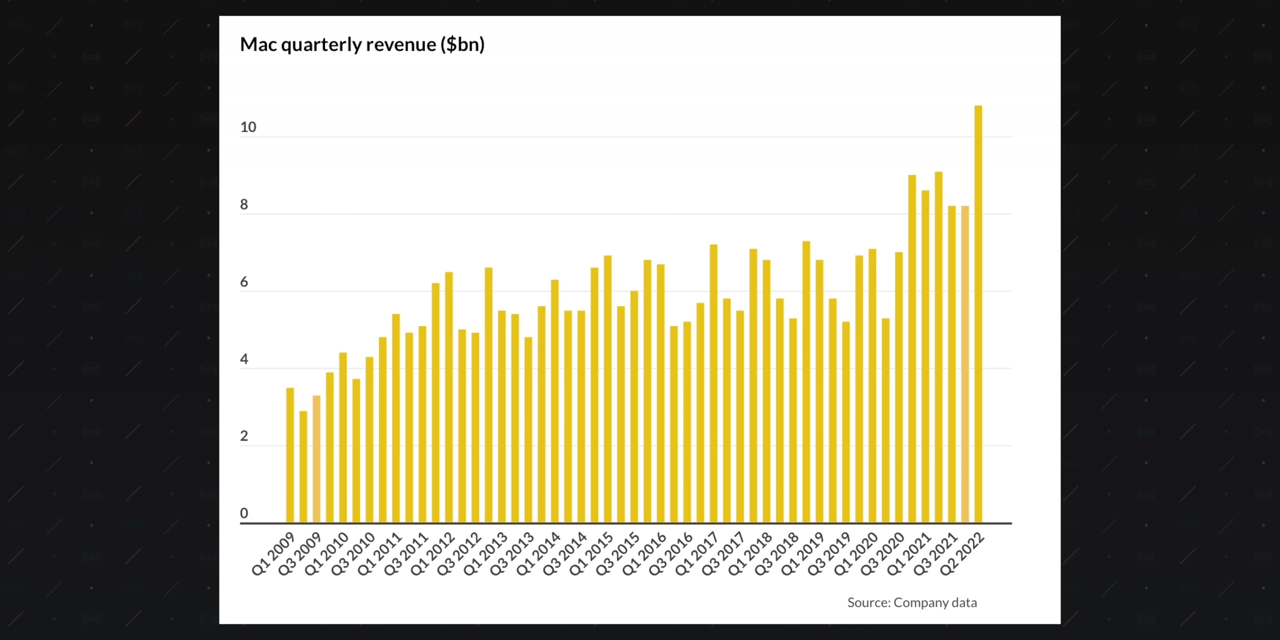 Mac quarterly revenue ($bn)
10
8
6
4
2
0
Q1 2009
Q3 2009
Q1 2010
Q3 2010
Q1 2011
Q3 2011
Q1 2012
Q3 2012
Q1 2013
Q3 2013
Q1 2014
Q3 2014
Q1 2015
Q3 2015
Q1 2016
Q3 2016
Q1 2017
Q3 2017
Q1 2018
Q3 2018
Q1 2019
Q3 2019
Q1 2020
Q3 2020
Q1 2021
Q3 2021
Q2 2022
Source: Company data